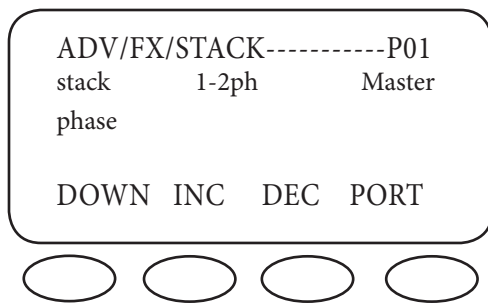 ADV/FX/STACK-----------P01
stack 1-2ph Master
phase
DOWN INC DEC PORT